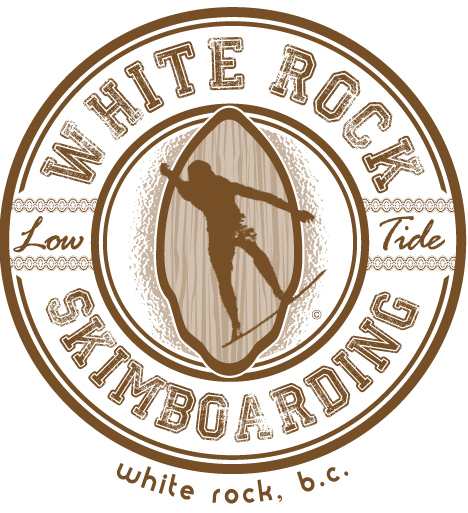 WHITE ROCK
Low Tide
©
SKIMBOARDING
white rock, b.c.